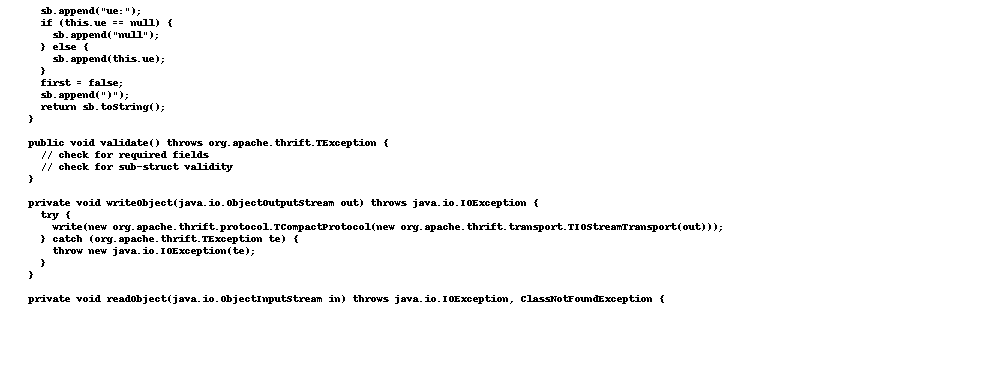 sb.append("ue:");
if (this.ue == null) {
sb.append("null");
} else {
sb.append(this.ue);
}
first = false;
sb.append(")");
return sb.toString();
}
public void validate() throws org.apache.thrift.TException {
// check for required fields
// check for sub-struct validity
}
private void writeObject(java.io.ObjectOutputStream out) throws java.io.IOException {
try {
write(new org.apache.thrift.protocol.TCompactProtocol(new org.apache.thrift.transport.TIOStreamTransport(out)));
} catch (org.apache.thrift.TException te) {
throw new java.io.IOException(te);
}
}
private void readObject(java.io.ObjectInputStream in) throws java.io.IOException, ClassNotFoundException {